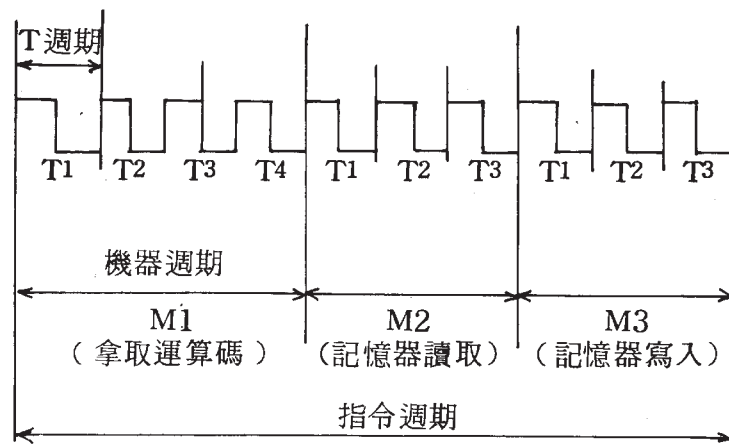 T週期
T1 T2 T3 T4 T1 T2 T3 T1 T2 T3
機器週期
M1 M2 M3
（拿取運算碼） （記憶器讀取） （記憶器寫入）
指令週期